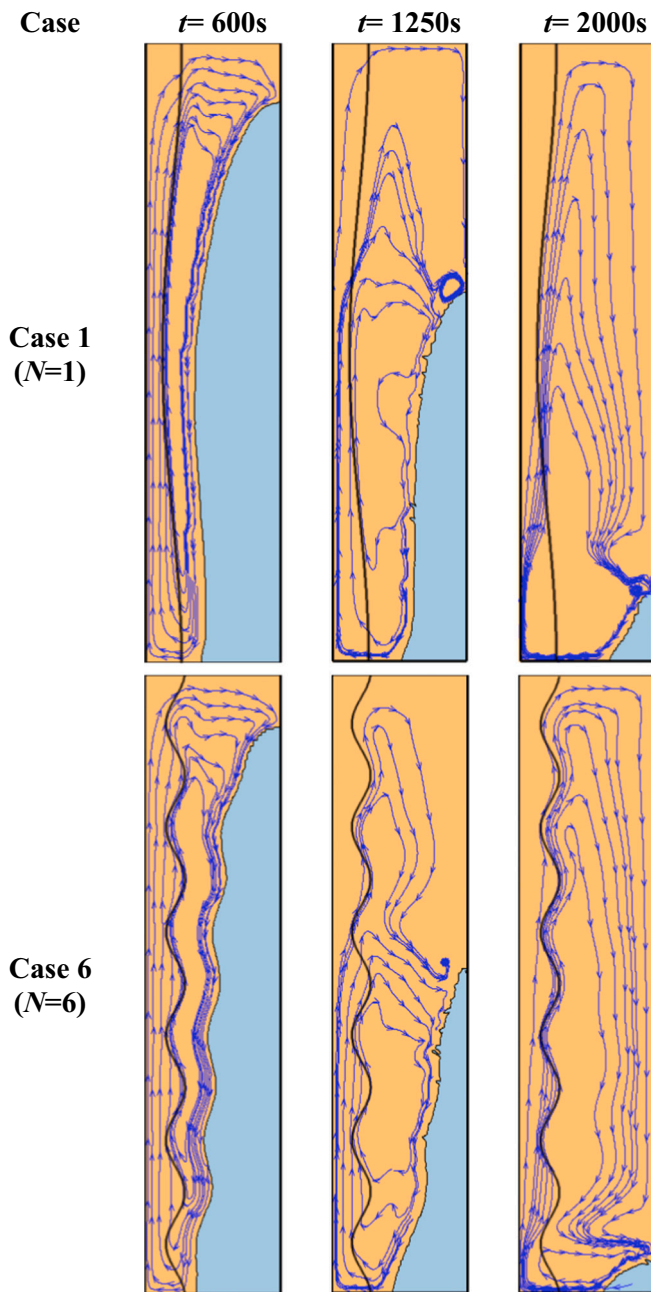 Case t= 600s t= 1250s t= 2000s
Case 1
(N=1)
Case 6
(N=6)